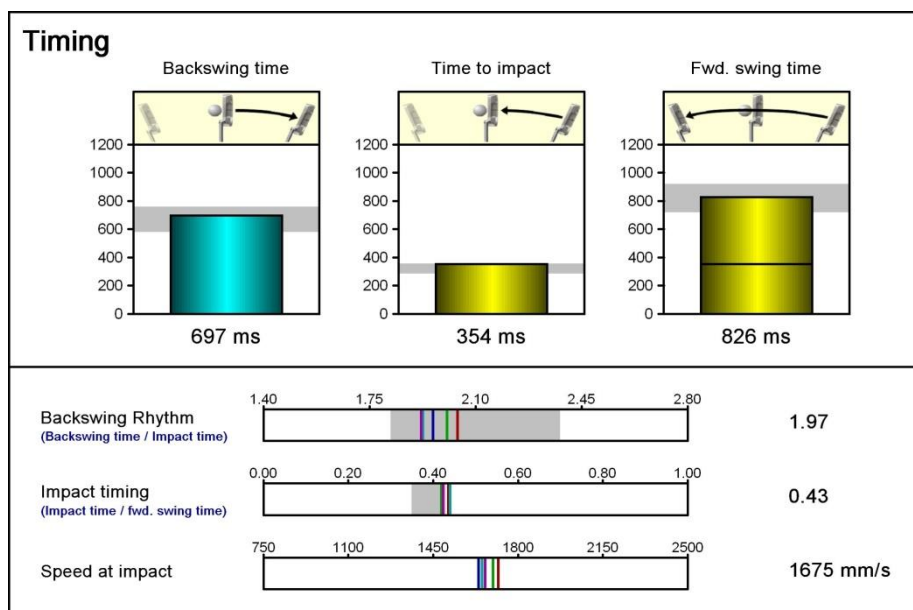 Timing
Backswing time
Time to impact
Fwd. swing time
1200
1000
800
600
400
200
0
697 ms
1200
1000
800
600
400
200
0
354 ms
1200
1000
800
600
400
200
0
826 ms
1.40 1.75 2.10 2.45 2.80
Backswing Rhythm
(Backswing time / Impact time)
1.97
0.00 0.20 0.40 0.60 0.80 1.00
Impact timing
(Impact time / fwd. swing time)
0.43
750 1100 1450 1800 2150 2500
Speed at impact
1675 mm/s